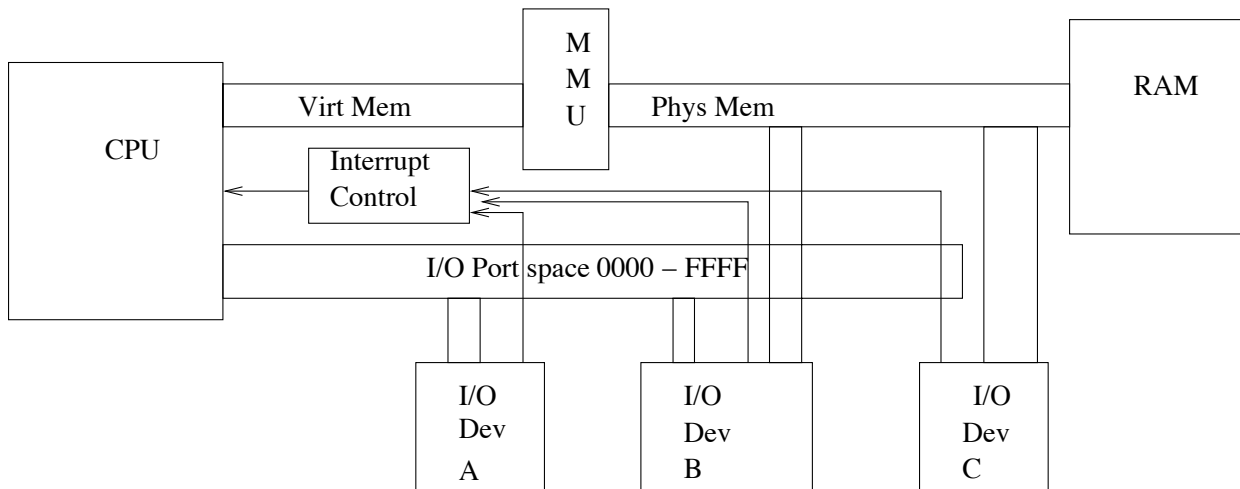 M
M
U
RAM
Virt Mem
Phys Mem
CPU
Interrupt
Control
I/O Port space 0000 – FFFF
I/O
Dev
A
I/O
Dev
B
I/O
Dev
C